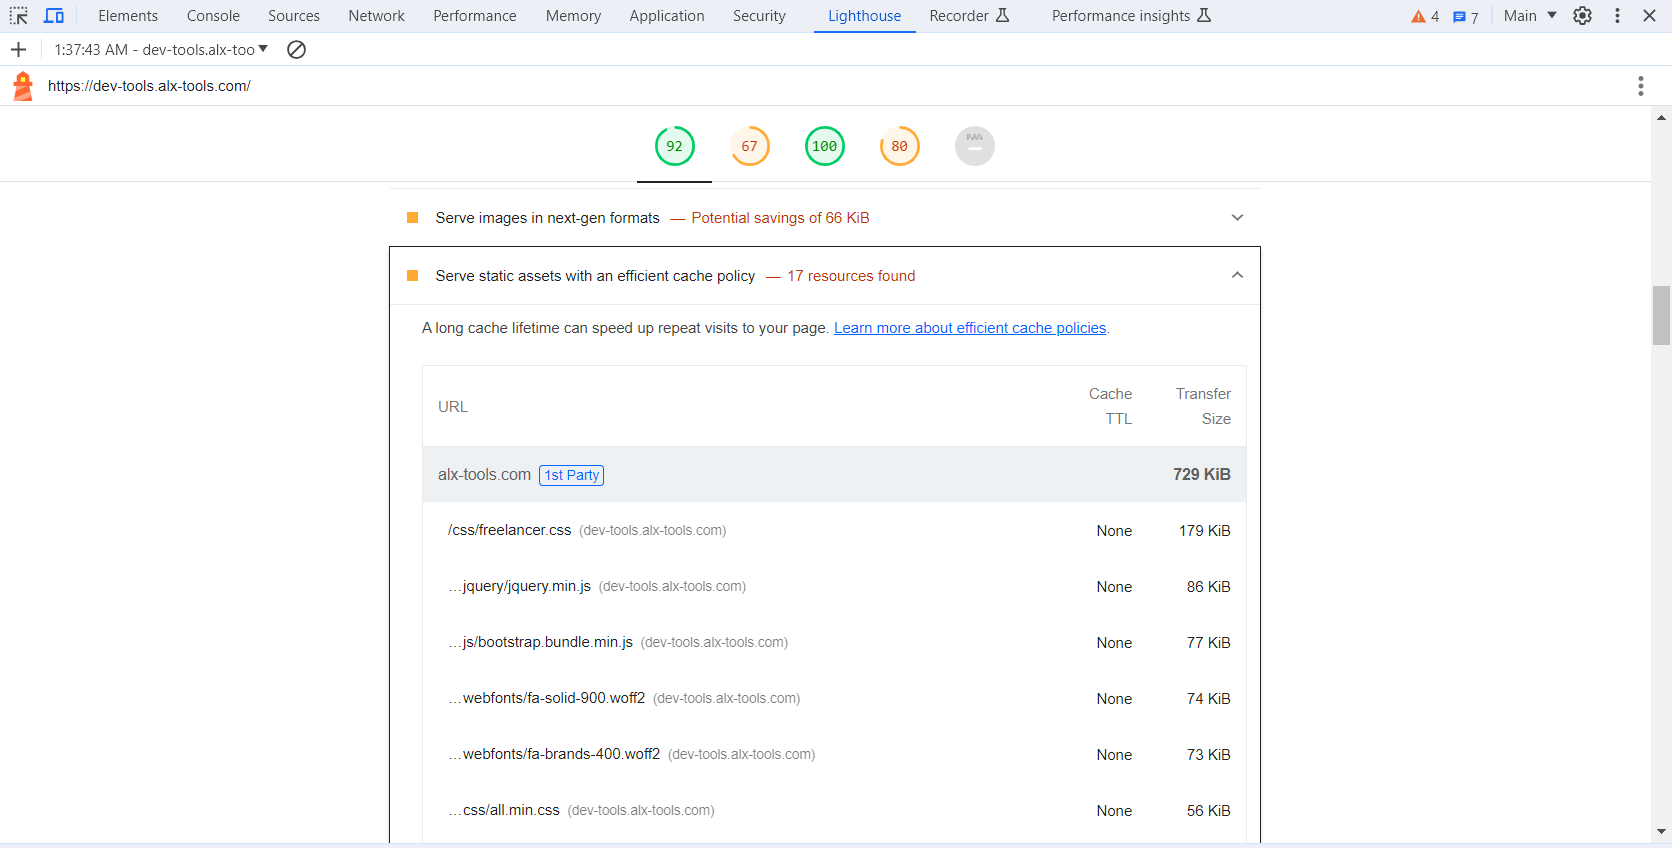 Elements Console Sources Network Performance Memory Application Security Lighthouse Recorder Performance insights 4 7 Main
1:37:43 AM - dev-tools.alx-too
https://dev-tools.alx-tools.com/
92 67 100 80 PWA
Serve images in next-gen formats — Potential savings of 66 KiB
Serve static assets with an efficient cache policy — 17 resources found
A long cache lifetime can speed up repeat visits to your page. Learn more about efficient cache policies.
URL Cache TTL Transfer Size
alx-tools.com 1st Party 729 KiB
/css/freelancer.css (dev-tools.alx-tools.com) None 179 KiB
…jquery/jquery.min.js (dev-tools.alx-tools.com) None 86 KiB
…js/bootstrap.bundle.min.js (dev-tools.alx-tools.com) None 77 KiB
…webfonts/fa-solid-900.woff2 (dev-tools.alx-tools.com) None 74 KiB
…webfonts/fa-brands-400.woff2 (dev-tools.alx-tools.com) None 73 KiB
…css/all.min.css (dev-tools.alx-tools.com) None 56 KiB